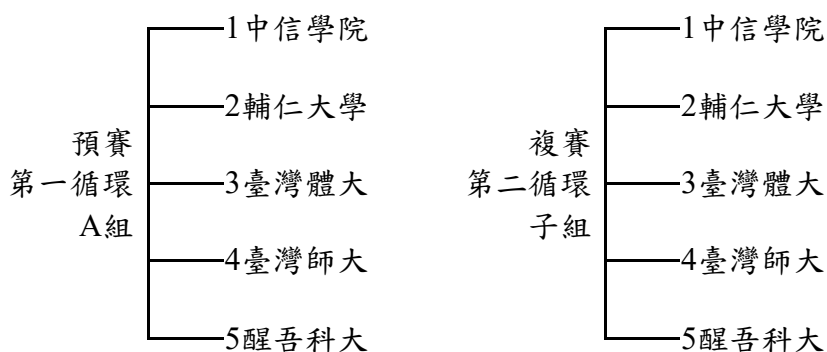 預賽
第一循環
A組
1中信學院
2輔仁大學
3臺灣體大
4臺灣師大
5醒吾科大
複賽
第二循環
子組
1中信學院
2輔仁大學
3臺灣體大
4臺灣師大
5醒吾科大